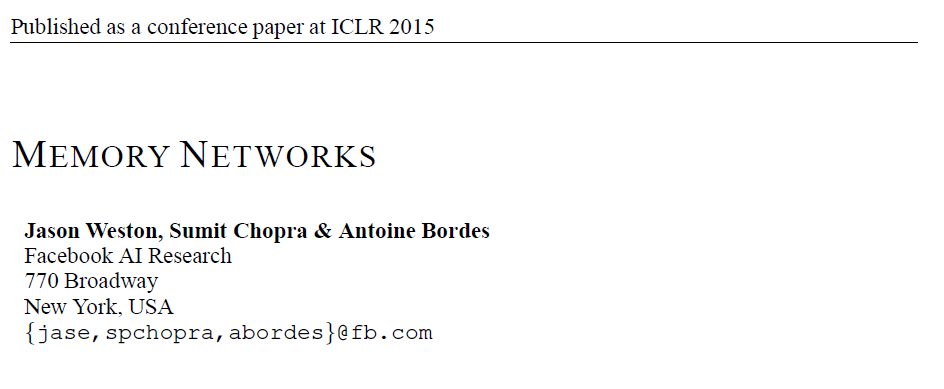 Published as a conference paper at ICLR 2015
MEMORY NETWORKS
Jason Weston, Sumit Chopra & Antoine Bordes
Facebook AI Research
770 Broadway
New York, USA
{jase,spchopra,abordes}@fb.com